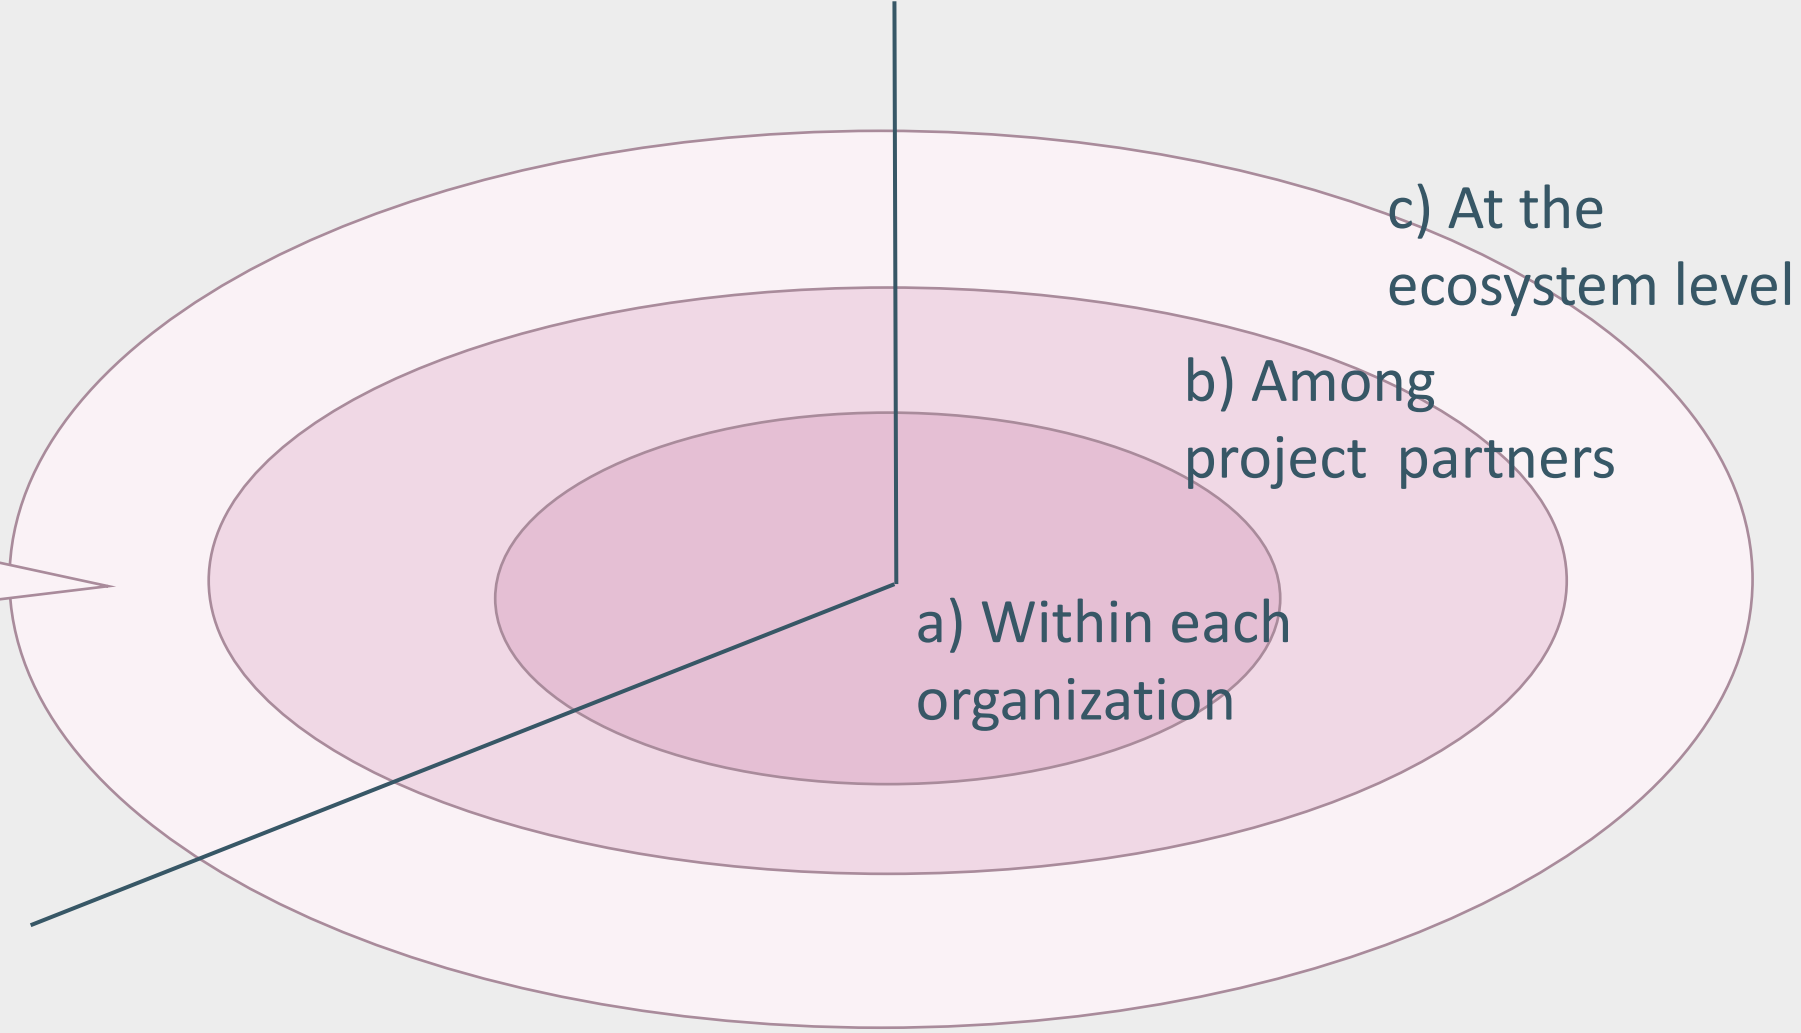 c) At the
ecosystem level
b) Among
project  partners
a) Within each
organization